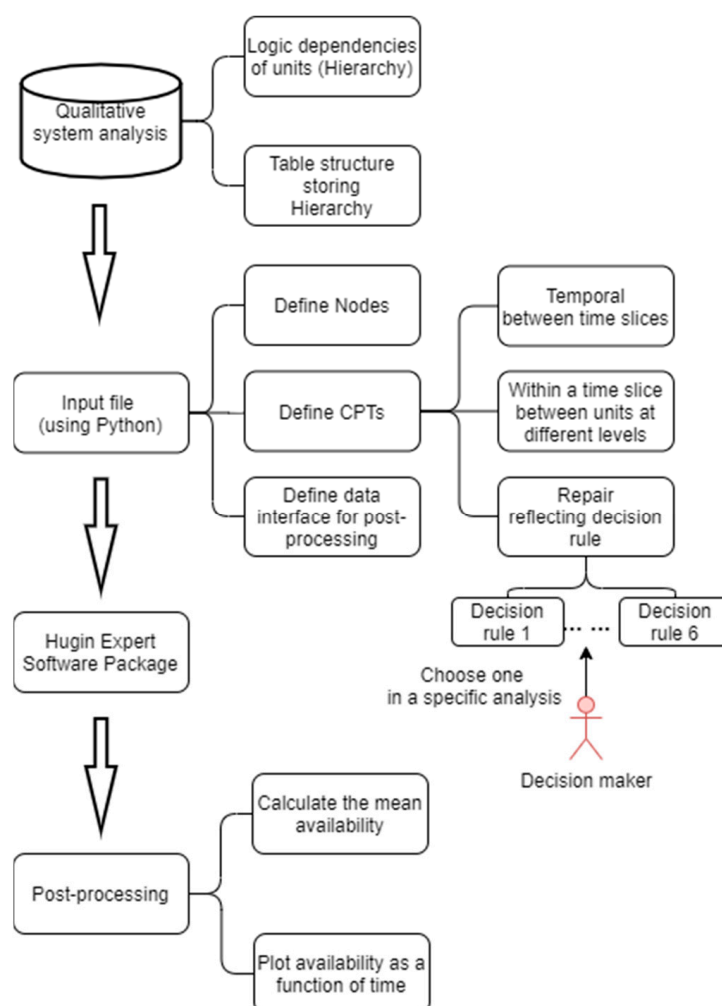 Logic dependencies
of units (Hierarchy)
Qualitative
system analysis
Table structure
storing
Hierarchy
Define Nodes
Temporal
between time slices
Input file
(using Python)
Define CPTs
Within a time slice
between units at
different levels
Define data
interface for post-
processing
Repair
reflecting decision
rule
Decision
rule 1
... ...
Decision
rule 6
Hugin Expert
Software Package
Choose one
in a specific analysis
Decision maker
Calculate the mean
availability
Post-processing
Plot availability as a
function of time